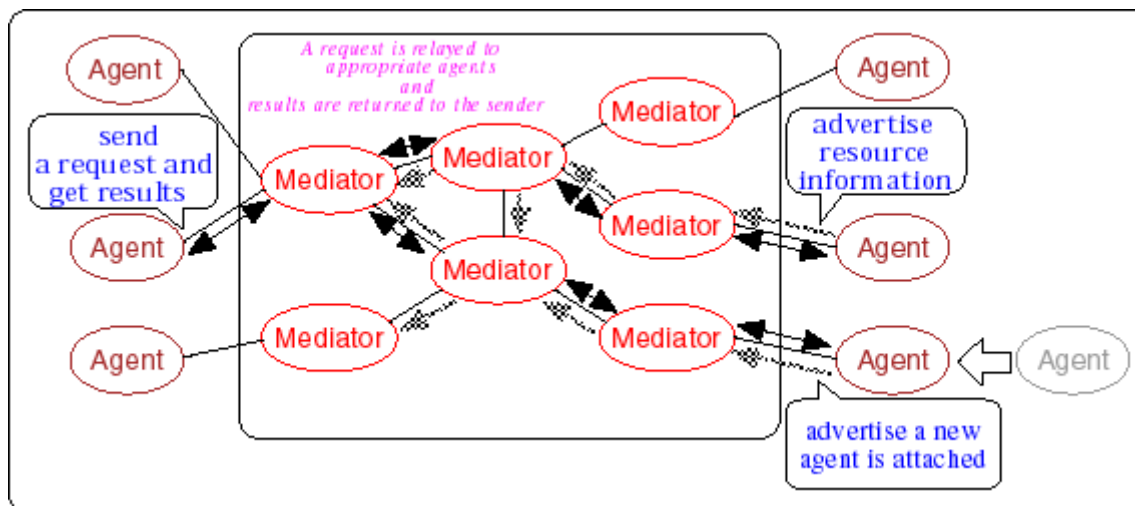 A request is relayed to
appropriate agents
and
results are returned to the sender
Agent
Agent
Mediator
send
a request and
get results
advertise
resource
information
Mediator
Mediator
Mediator
Agent
Agent
Mediator
Mediator
Mediator
Agent
Agent
Agent
advertise a new
agent is attached